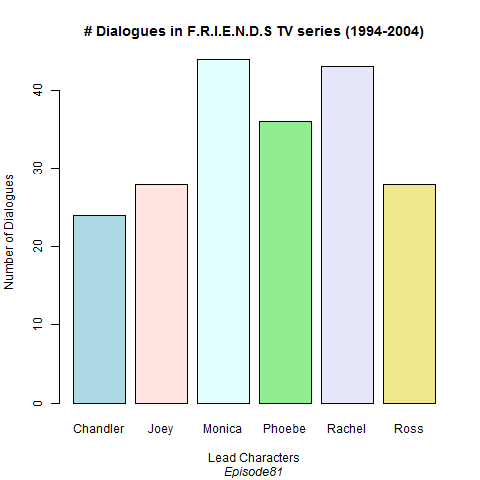 # Dialogues in F.R.I.E.N.D.S TV series (1994-2004)
Number of Dialogues
40
30
20
10
0
Chandler Joey Monica Phoebe Rachel Ross
Lead Characters
Episode81